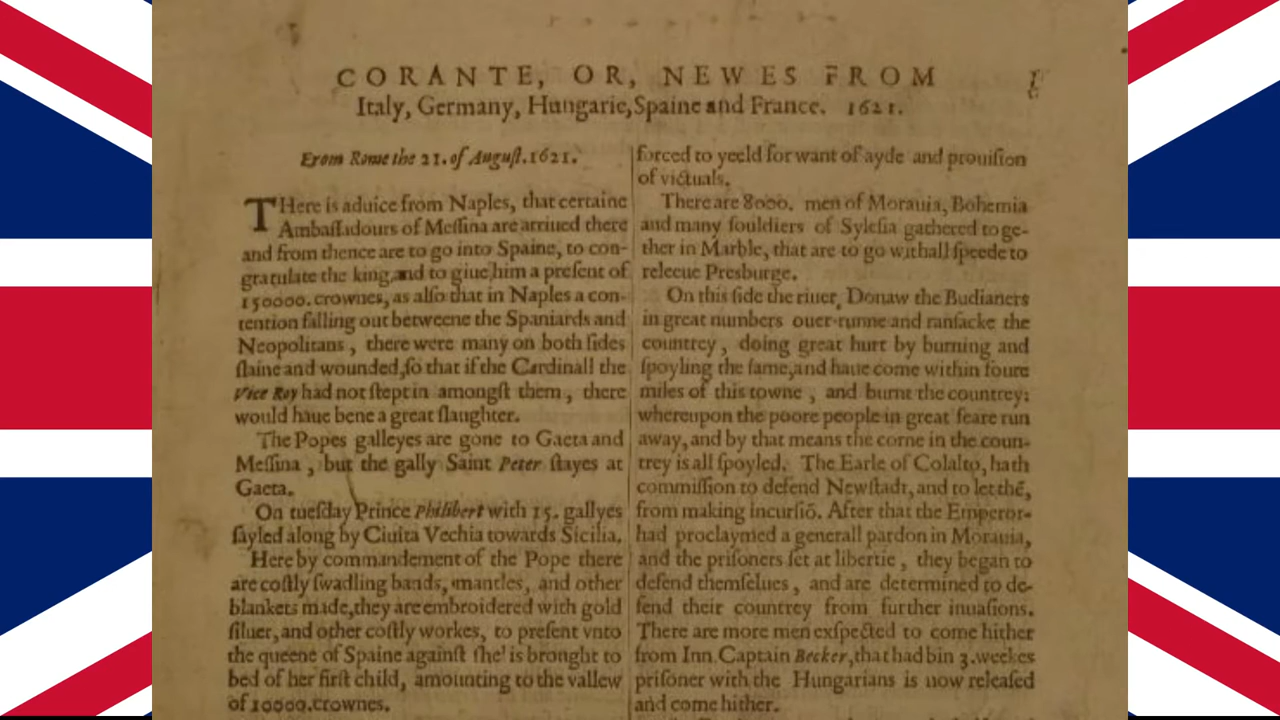 CORANTE, OR, NEWES FROM
Italy, Germany, Hungarie, Spaine and France. 1621.
From Rome the 21. of Auguſt. 1621.
THere is aduice from Naples, that certaine
Ambaſſadours of Meſſina are arriued there
and from thence are to go into Spaine, to con-
gratulate the king, and to giue him a preſent of
150000. crownes, as alſo that in Naples a con-
tention falling out betweene the Spaniards and
Neopolitans, there were many on both ſides
ſlaine and wounded, ſo that if the Cardinall the
Vice Roy had not ſtept in amongſt them, there
would haue bene a great ſlaughter.
The Popes galleyes are gone to Gaeta and
Meſſina, but the gally Saint Peter ſtayes at
Gaeta.
On tueſday Prince Philibert with 15. gallyes
ſayled along by Ciuita Vechia towards Sicilia.
Here by commandement of the Pope there
are coſtly ſwadling bands, mantles, and other
blankets made, they are embroidered with gold
ſiluer, and other coſtly workes, to preſent vnto
the queene of Spaine againſt ſhe is brought to
bed of her firſt child, amounting to the vallew
of 10000. crownes.
forced to yeeld for want of ayde and prouiſion
of victuals.
There are 8000. men of Morauia, Bohemia
and many ſouldiers of Syleſia gathered toge-
ther in Marble, that are to go withall ſpeede to
releeue Presburge.
On this ſide the riuer, Donaw the Budianers
in great numbers ouer-runne and ranſacke the
countrey, doing great hurt by burning and
ſpoyling the ſame, and haue come within foure
miles of this towne, and burnt the countrey:
whereupon the poore people in great feare run
away, and by that means the corne in the coun-
trey is all ſpoyled. The Earle of Colalto, hath
commiſſion to defend Newſtadt, and to let thẽ,
from making incurſiõ. After that the Emperor
had proclaymed a generall pardon in Morauia,
and the priſoners ſet at libertie, they began to
defend themſelues, and are determined to de-
fend their countrey from further inuaſions.
There are more men exſpected to come hither
from Inn. Captain Becker, that had bin 3. weekes
priſoner with the Hungarians is now releaſed
and come hither.